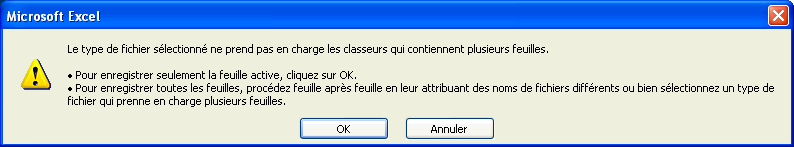 Microsoft Excel
Le type de fichier sélectionné ne prend pas en charge les classeurs qui contiennent plusieurs feuilles.
• Pour enregistrer seulement la feuille active, cliquez sur OK.
• Pour enregistrer toutes les feuilles, procédez feuille après feuille en leur attribuant des noms de fichiers différents ou bien sélectionnez un type de
fichier qui prenne en charge plusieurs feuilles.
OK
Annuler